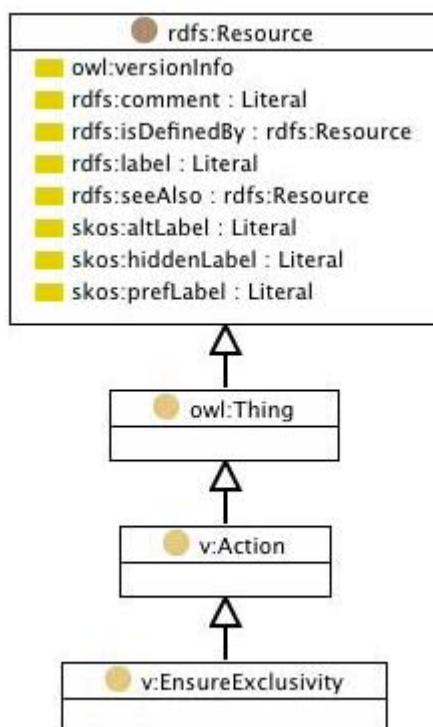 rdfs:Resource
owl:versionInfo
rdfs:comment : Literal
rdfs:isDefinedBy : rdfs:Resource
rdfs:label : Literal
rdfs:seeAlso : rdfs:Resource
skos:altLabel : Literal
skos:hiddenLabel : Literal
skos:prefLabel : Literal
owl:Thing
v:Action
v:EnsureExclusivity